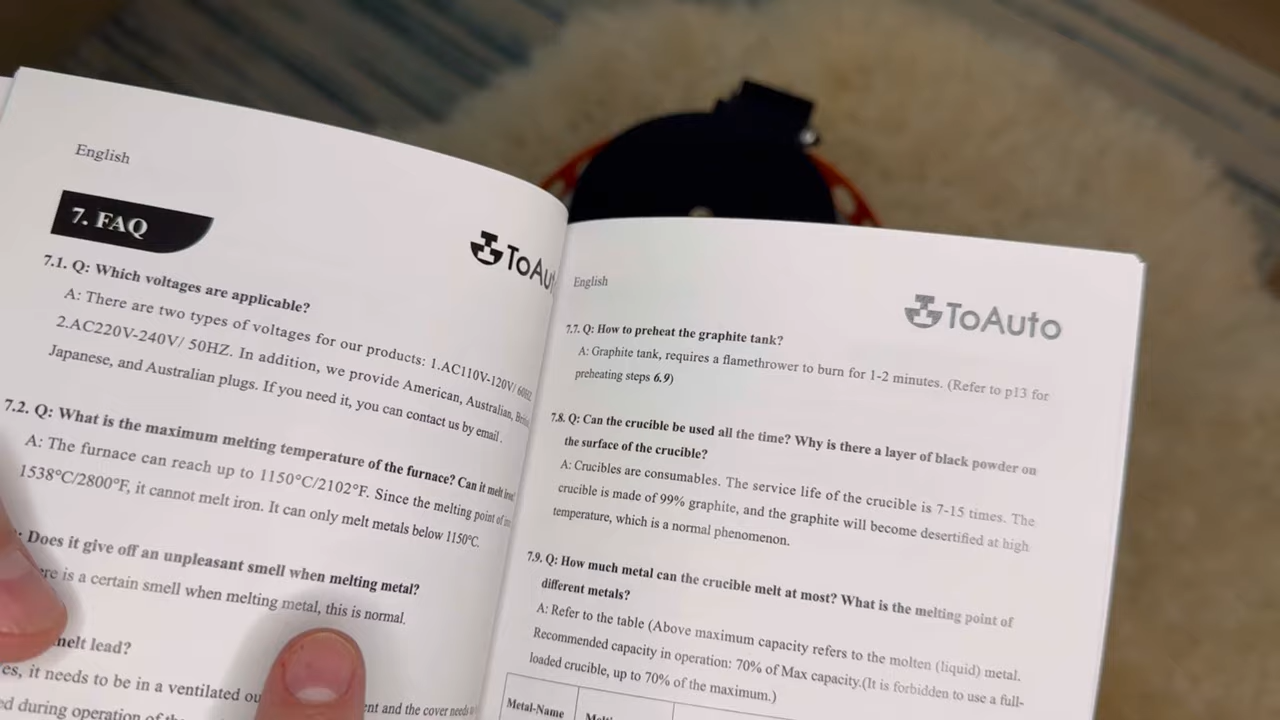 English
7. FAQ
ToAu
7.1. Q: Which voltages are applicable?
A: There are two types of voltages for our products: 1.AC110V-120V/ 60HZ
2.AC220V-240V/ 50HZ. In addition, we provide American, Australian,
Japanese, and Australian plugs. If you need it, you can contact us by email.
7.2. Q: What is the maximum melting temperature of the furnace? Can it melt
A: The furnace can reach up to 1150°C/2102°F. Since the melting point of
1538°C/2800°F, it cannot melt iron. It can only melt metals below 1150°C.
Does it give off an unpleasant smell when melting metal?
is a certain smell when melting metal, this is normal.
melt lead?
it needs to be in a ventilated and the cover needs
during operation of
English
ToAuto
7.7. Q: How to preheat the graphite tank?
A: Graphite tank, requires a flamethrower to burn for 1-2 minutes. (Refer to p13 for
preheating steps 6.9)
7.8. Q: Can the crucible be used all the time? Why is there a layer of black powder on
the surface of the crucible?
A: Crucibles are consumables. The service life of the crucible is 7-15 times. The
crucible is made of 99% graphite, and the graphite will become desertified at high
temperature, which is a normal phenomenon.
7.9. Q: How much metal can the crucible melt at most? What is the melting point of
different metals?
A: Refer to the table (Above maximum capacity refers to the molten (liquid) metal.
Recommended capacity in operation: 70% of Max capacity.(It is forbidden to use a full-
loaded crucible, up to 70% of the maximum.)
Metal-Name